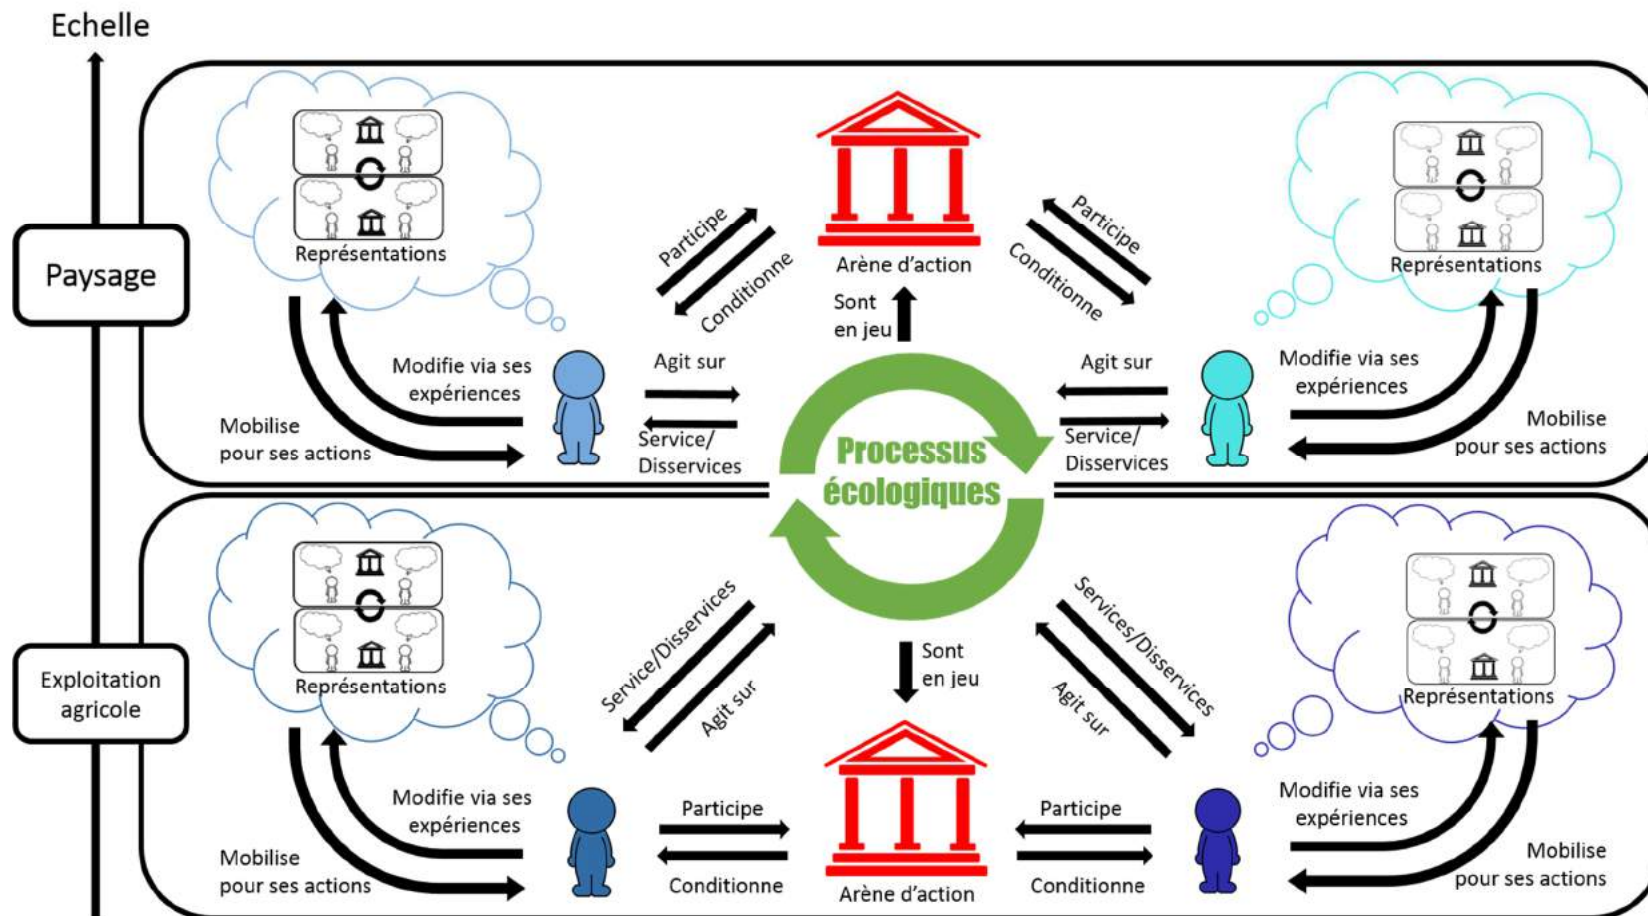 Echelle
Paysage
Représentations
Participe
Conditionne
Arène d'action
Sont
en jeu
Participe
Conditionne
Représentations
Modifie via ses
expériences
Mobilise
pour ses actions
Agit sur
Service/
Disservices
Processus
écologiques
Agit sur
Service/
Disservices
Modifie via ses
expériences
Mobilise
pour ses actions
Exploitation
agricole
Représentations
Service/Disservices
Agit sur
Sont
en jeu
Services/Disservices
Agit sur
Représentations
Modifie via ses
expériences
Mobilise
pour ses actions
Participe
Conditionne
Arène d'action
Participe
Conditionne
Modifie via ses
expériences
Mobilise
pour ses actions